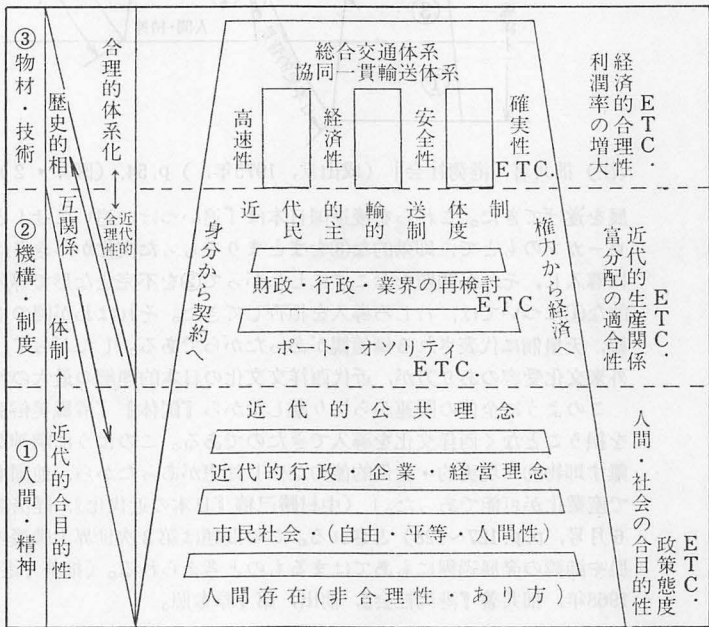 ③物材・技術
②機構・制度
①人間・精神
歴史的相互関係
体制
近代的合目的性
合理的体系化
近代的合理性
総合交通体系
協同一貫輸送体系
高速性
経済性
安全性
確実性
ETC.
近代的輸送体制
民主的制度
財政・行政・業界の再検討
ETC.
ETC.
身分から契約へ
権力から経済へ
近代的公共理念
近代的行政・企業・経営理念
市民社会・(自由・平等・人間性)
人間存在(非合理性・あり方)
ETC.
経済的合理性
利潤率の増大
ETC.
近代的生産関係
富分配の適合性
ETC.
人間・社会の合目的性
政策態度